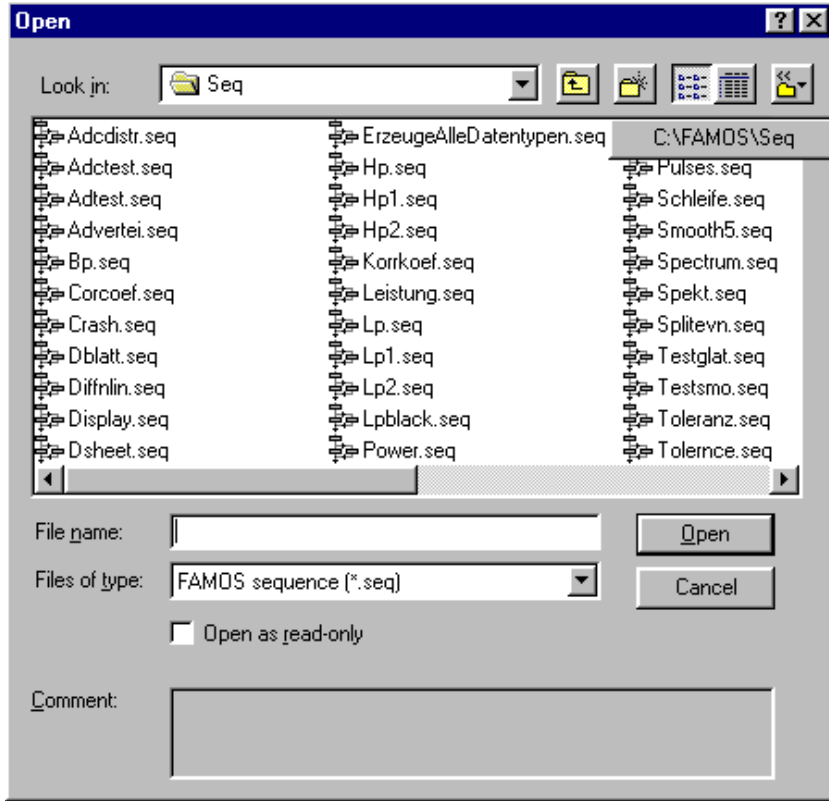 Open
Look in: Seq
Adcdistr.seq ErzeugeAlleDatentypen.seq C:\FAMOS\Seq
Adctest.seq Hp.seq Pulses.seq
Adtest.seq Hp1.seq Schleife.seq
Advertei.seq Hp2.seq Smooth5.seq
Bp.seq Korrkoef.seq Spectrum.seq
Corcoef.seq Leistung.seq Spekt.seq
Crash.seq Lp.seq Splitevn.seq
Dblatt.seq Lp1.seq Testglat.seq
Diffnlin.seq Lp2.seq Testsmo.seq
Display.seq Lpblack.seq Toleranz.seq
Dsheet.seq Power.seq Tolernce.seq
File name: Open
Files of type: FAMOS sequence (*.seq) Cancel
Open as read-only
Comment: